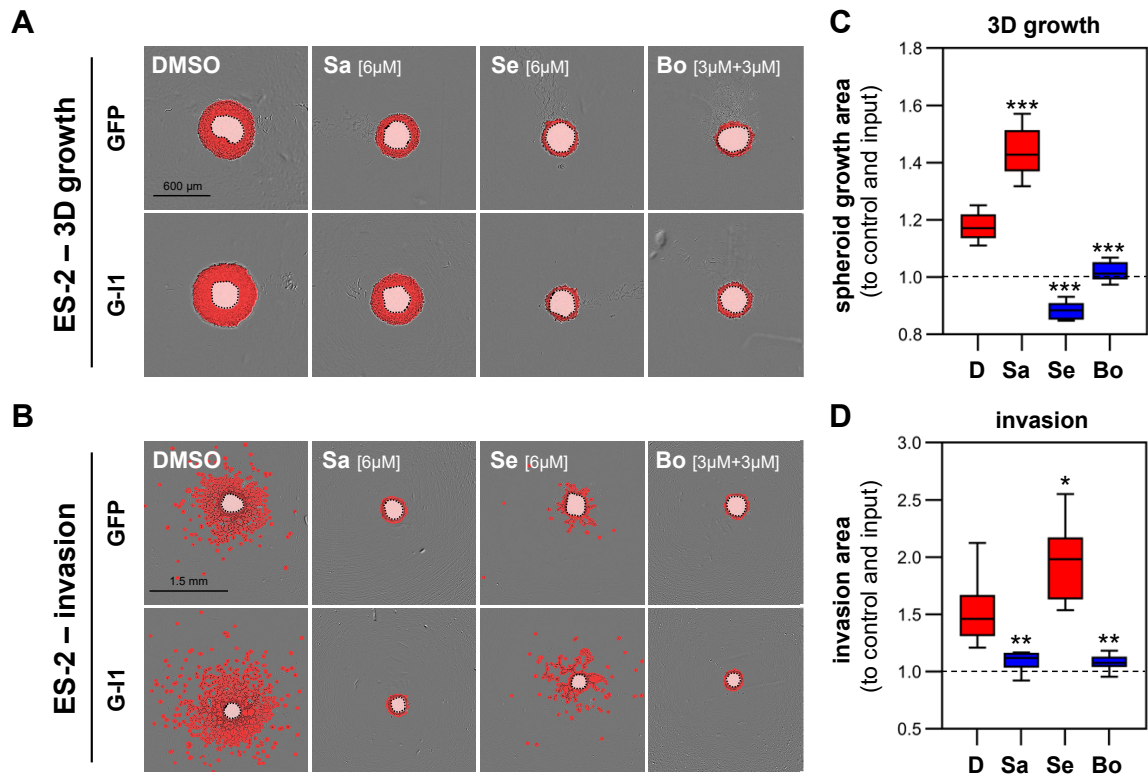 A
ES-2 – 3D growth
GFP
G-I1
DMSO
Sa [6µM]
Se [6µM]
Bo [3µM+3µM]
600 µm
B
ES-2 – invasion
GFP
G-I1
DMSO
Sa [6µM]
Se [6µM]
Bo [3µM+3µM]
1.5 mm
C
3D growth
spheroid growth area
(to control and input)
1.8
1.6
1.4
1.2
1.0
0.8
***
***
***
D Sa Se Bo
D
invasion
invasion area
(to control and input)
3.0
2.5
2.0
1.5
1.0
0.5
**
*
**
D Sa Se Bo